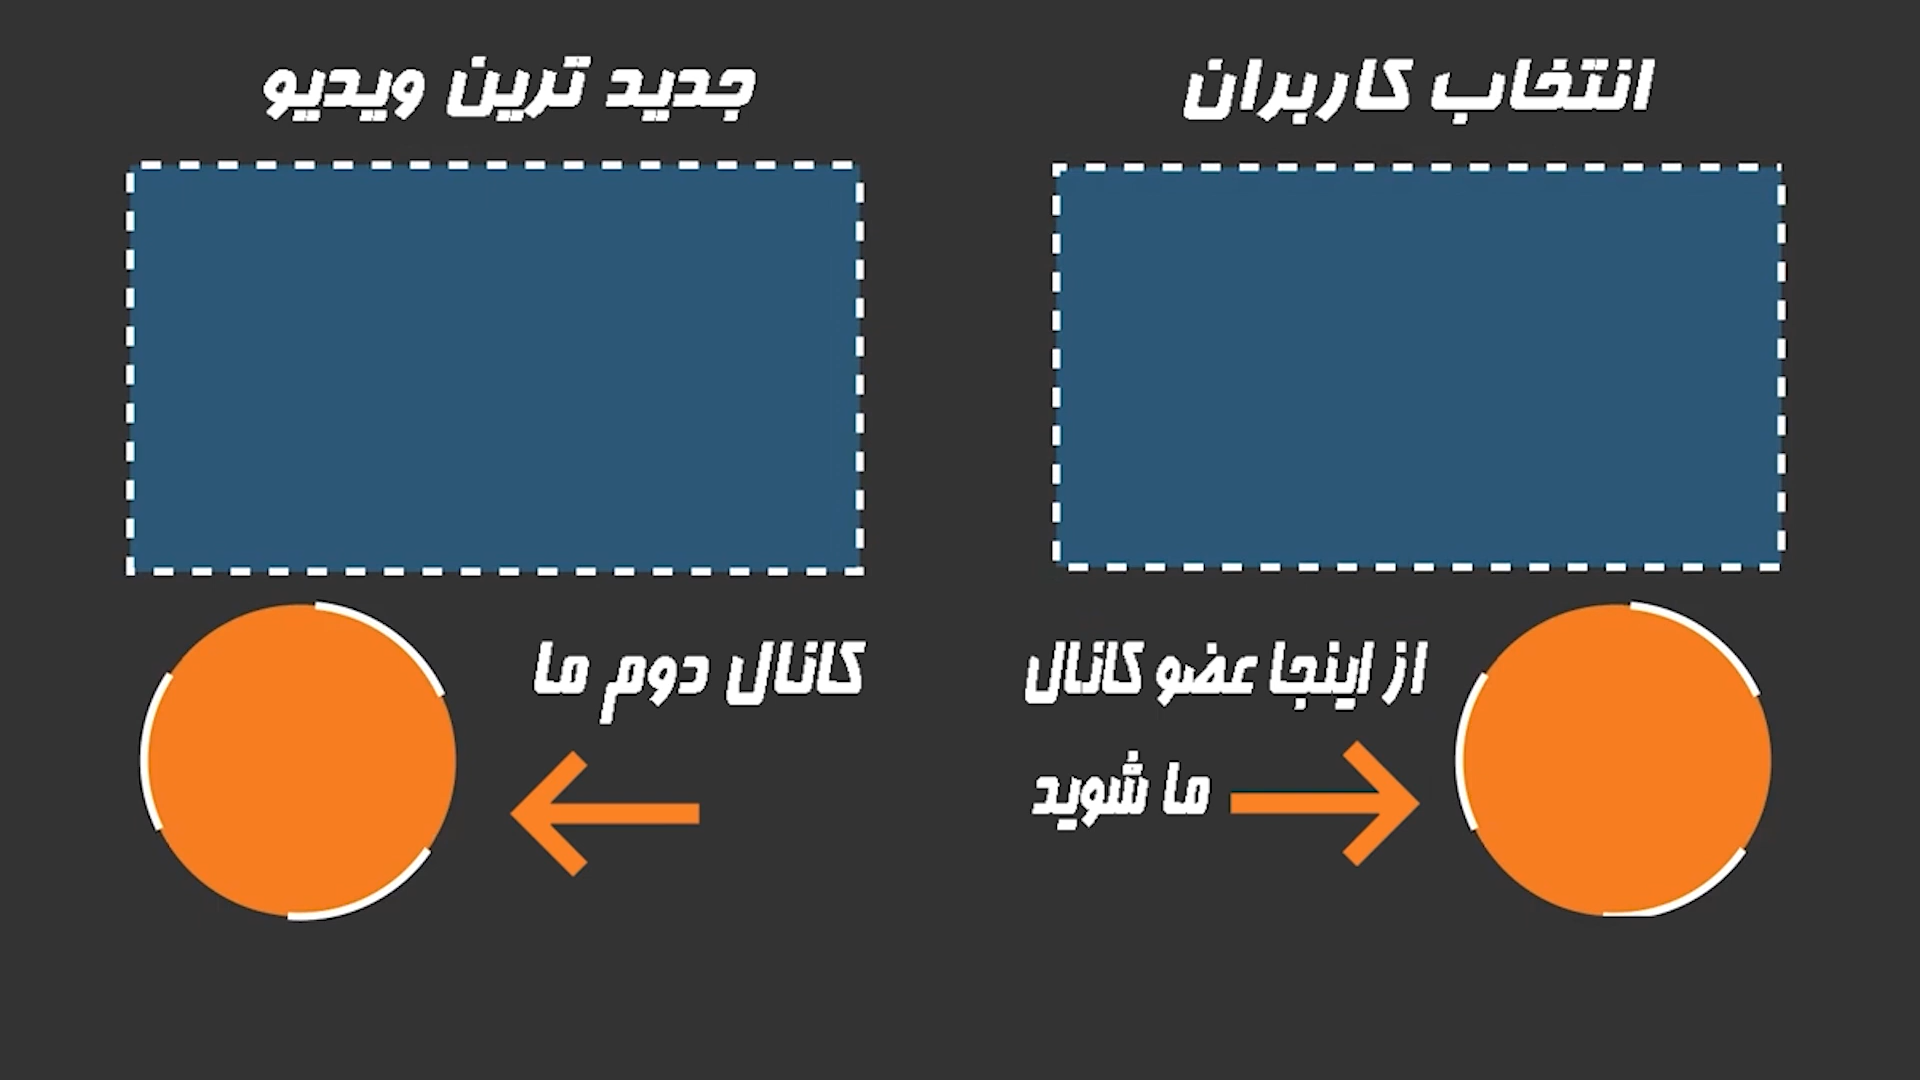 انتخاب کاربران
جدید ترین ویدیو
از اینجا عضو کانال
ما شوید
کانال دوم ما